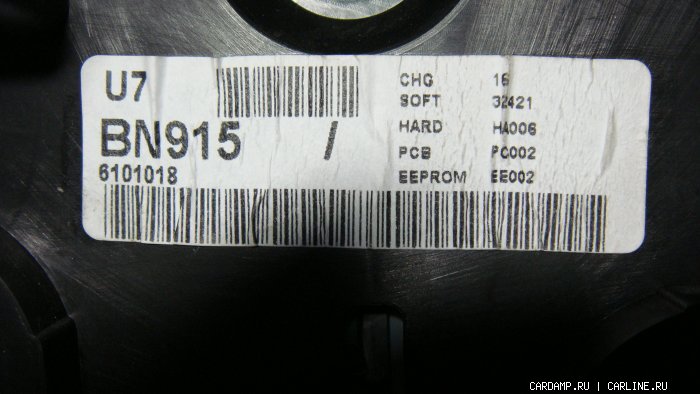 U7
BN915 /
6101018
CHG 16
SOFT 32421
HARD HA006
PCB PC002
EEPROM EE002
CARDAMP.RU | CARLINE.RU